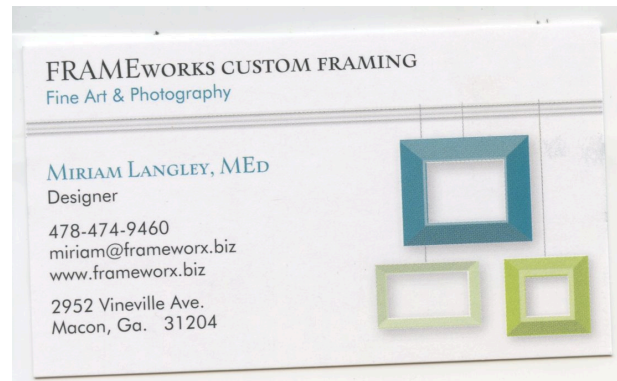 FRAMEWORKS CUSTOM FRAMING
Fine Art & Photography
MIRIAM LANGLEY, MED
Designer
478-474-9460
miriam@frameworx.biz
www.frameworx.biz
2952 Vineville Ave.
Macon, Ga. 31204